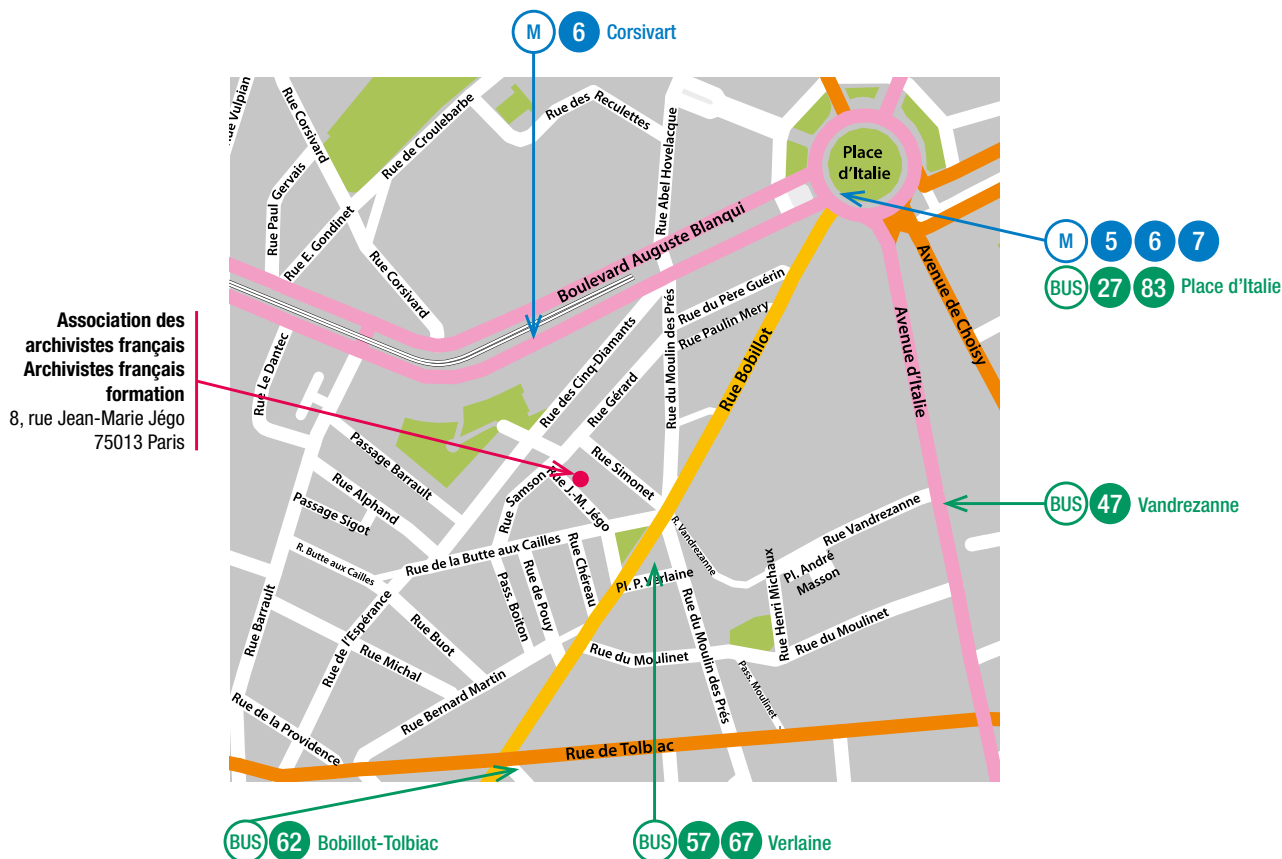 M 6 Corsivart
Rue Vulpian
Rue Corsivard
Rue de Croulebarbe
Rue des Reculettes
Rue Abel Hovelacque
Place
d'Italie
Rue Paul Gervais
Rue E. Gondinet
Rue Corsivard
Boulevard Auguste Blanqui
M 5 6 7
BUS 27 83 Place d'Italie
Avenue de Choisy
Avenue d'Italie
Rue du Père Guérin
Rue Paulin Mery
Rue Bobillot
Rue du Moulin des Prés
Rue des Cinq-Diamants
Rue Gérard
Association des
archivistes français
Archivistes français
formation
8, rue Jean-Marie Jégo
75013 Paris
Rue Le Dantec
Passage Barrault
Rue Alphand
Passage Sigot
Rue Samson
Rue J.-M. Jégo
Rue Simonet
BUS 47 Vandrezanne
R. Vandrezanne
Rue Vandrezanne
Pl. André
Masson
R. Butte aux Cailles
Rue de la Butte aux Cailles
Rue Chéreau
Pl. P. Verlaine
Rue Henri Michaux
Pass. Boiton
Rue de Pouy
Rue Barrault
Rue de l'Espérance
Rue Buot
Rue Michal
Rue Bernard Martin
Rue du Moulinet
Rue du Moulin des Prés
Rue du Moulinet
Pass. Moulinet
Rue de la Providence
Rue de Tolbiac
BUS 62 Bobillot-Tolbiac
BUS 57 67 Verlaine